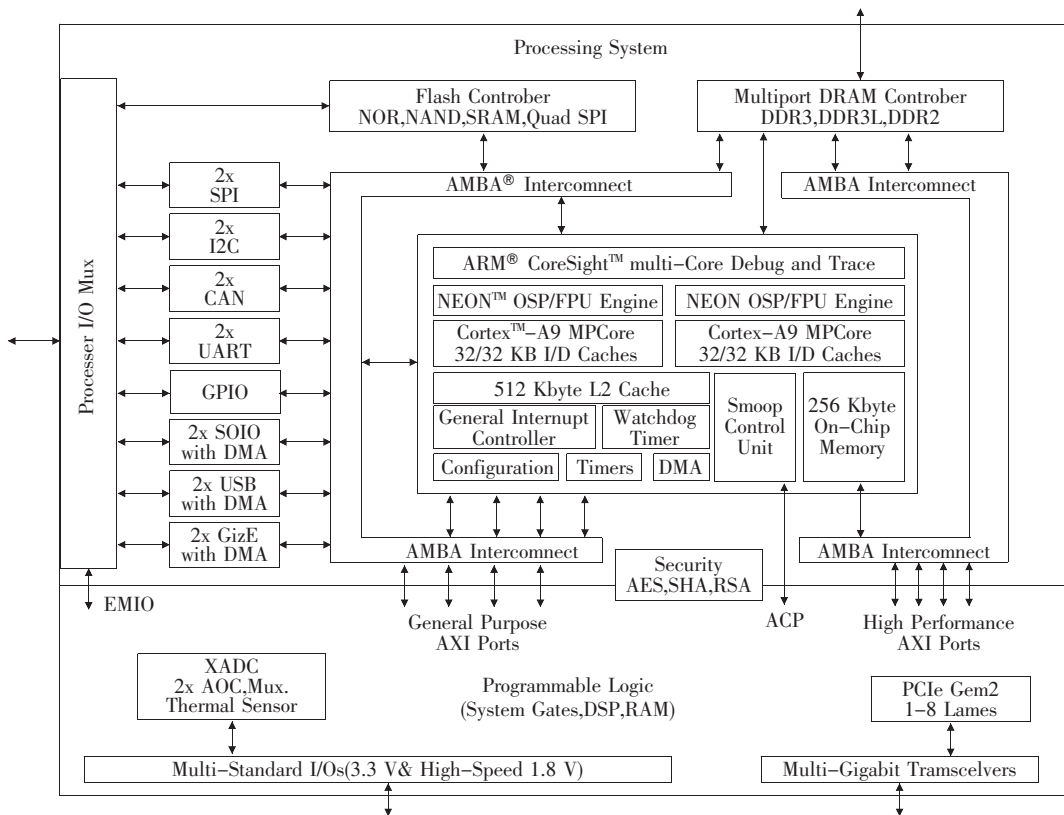 Processing System
Flash Controber
NOR,NAND,SRAM,Quad SPI
Multiport DRAM Controber
DDR3,DDR3L,DDR2
Processer I/O Mux
2x
SPI
2x
I2C
2x
CAN
2x
UART
GPIO
2x SOIO
with DMA
2x USB
with DMA
2x GizE
with DMA
AMBA® Interconnect
AMBA Interconnect
ARM® CoreSight™ multi-Core Debug and Trace
NEON™ OSP/FPU Engine
NEON OSP/FPU Engine
Cortex™-A9 MPCore
32/32 KB I/D Caches
Cortex-A9 MPCore
32/32 KB I/D Caches
512 Kbyte L2 Cache
General Internupt
Controller
Watchdog
Timer
Configuration
Timers
DMA
Smoop
Control
Unit
256 Kbyte
On-Chip
Memory
AMBA Interconnect
AMBA Interconnect
Security
AES,SHA,RSA
EMIO
General Purpose
AXI Ports
ACP
High Performance
AXI Ports
XADC
2x AOC,Mux.
Thermal Sensor
Programmable Logic
(System Gates,DSP,RAM)
PCIe Gem2
1-8 Lames
Multi-Standard I/Os(3.3 V& High-Speed 1.8 V)
Multi-Gigabit Tramscelvers